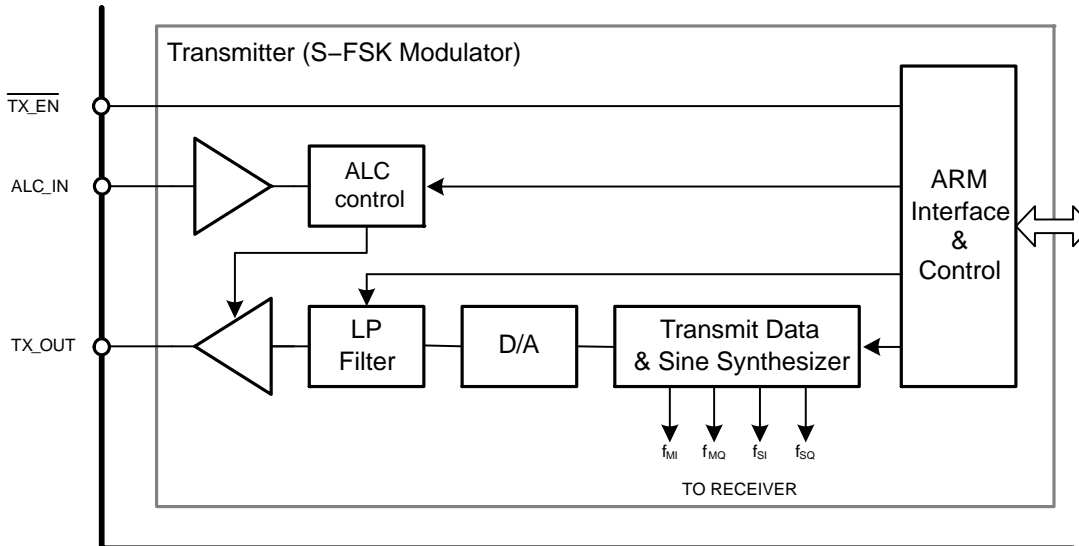 Transmitter (S−FSK Modulator)
TX_EN
ALC_IN
ALC
control
ARM
Interface
&
Control
TX_OUT
LP
Filter
D/A
Transmit Data
& Sine Synthesizer
fMI
fMQ
fSI
fSQ
TO RECEIVER